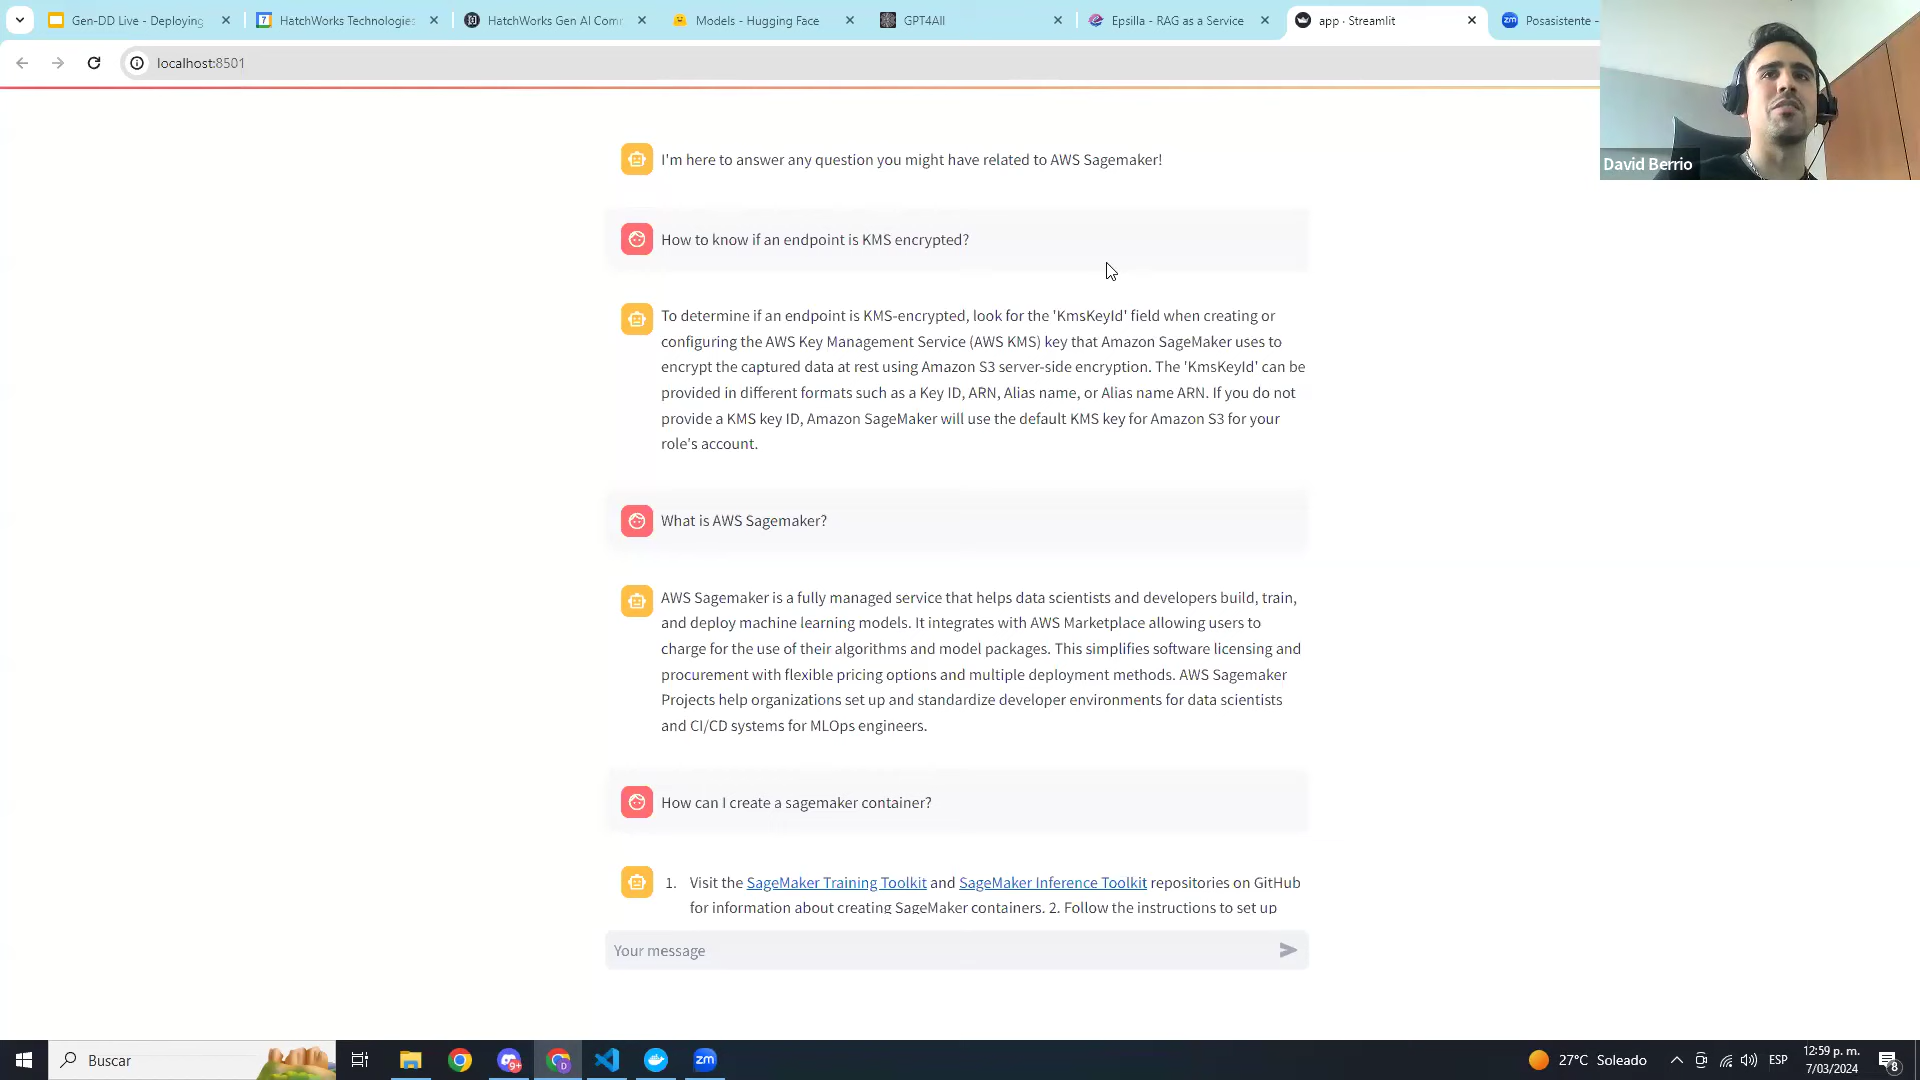 Gen-DD Live - Deploying
HatchWorks Technologies
HatchWorks Gen AI Comm
Models - Hugging Face
GPT4All
Epsilla - RAG as a Service
app · Streamlit
zm Posasistente -
localhost:8501
David Berrio
I'm here to answer any question you might have related to AWS Sagemaker!
How to know if an endpoint is KMS encrypted?
To determine if an endpoint is KMS-encrypted, look for the 'KmsKeyId' field when creating or
configuring the AWS Key Management Service (AWS KMS) key that Amazon SageMaker uses to
encrypt the captured data at rest using Amazon S3 server-side encryption. The 'KmsKeyId' can be
provided in different formats such as a Key ID, ARN, Alias name, or Alias name ARN. If you do not
provide a KMS key ID, Amazon SageMaker will use the default KMS key for Amazon S3 for your
role's account.
What is AWS Sagemaker?
AWS Sagemaker is a fully managed service that helps data scientists and developers build, train,
and deploy machine learning models. It integrates with AWS Marketplace allowing users to
charge for the use of their algorithms and model packages. This simplifies software licensing and
procurement with flexible pricing options and multiple deployment methods. AWS Sagemaker
Projects help organizations set up and standardize developer environments for data scientists
and CI/CD systems for MLOps engineers.
How can I create a sagemaker container?
1. Visit the SageMaker Training Toolkit and SageMaker Inference Toolkit repositories on GitHub
for information about creating SageMaker containers. 2. Follow the instructions to set up
Your message
Buscar
9+
D
zm
27°C Soleado
ESP
12:59 p. m.
7/03/2024
8